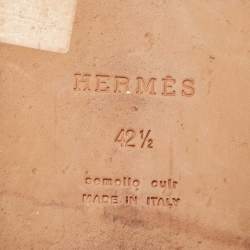 HERMÈS
42½
semelle cuir
MADE IN ITALY